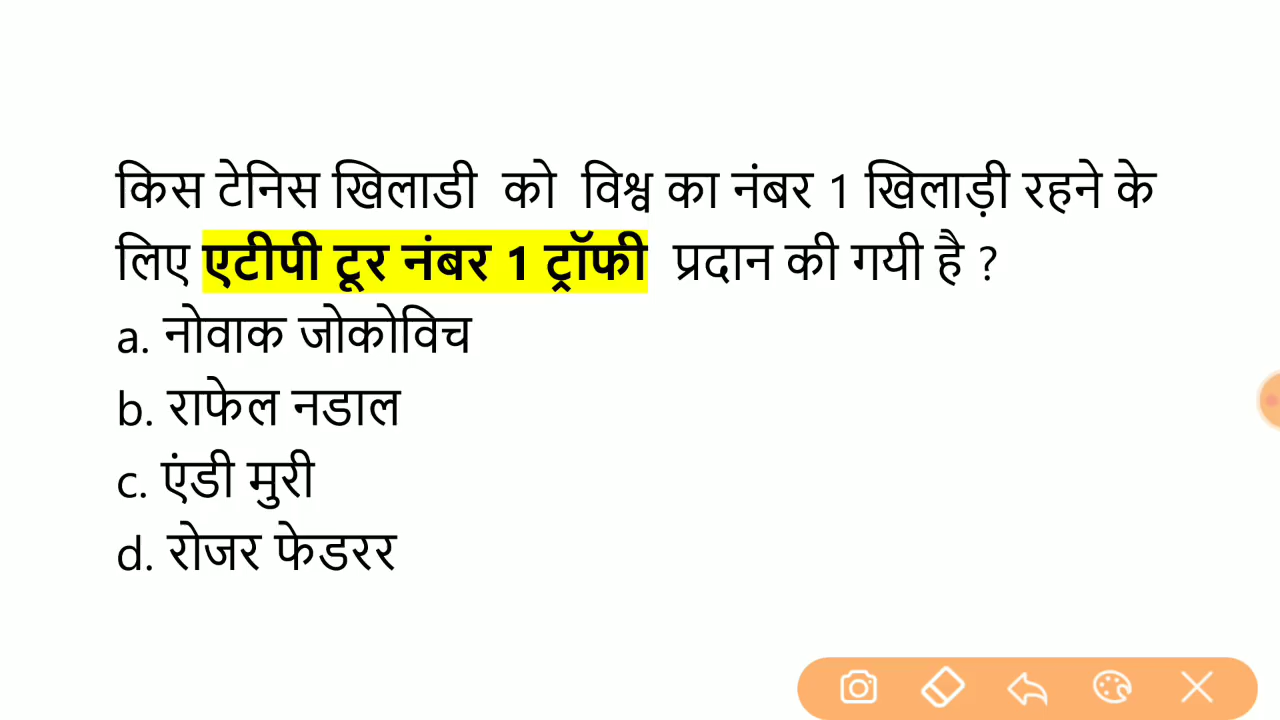 किस टेनिस खिलाडी को विश्व का नंबर 1 खिलाड़ी रहने के
लिए एटीपी टूर नंबर 1 ट्रॉफी प्रदान की गयी है ?
a. नोवाक जोकोविच
b. राफेल नडाल
c. एंडी मुरी
d. रोजर फेडरर